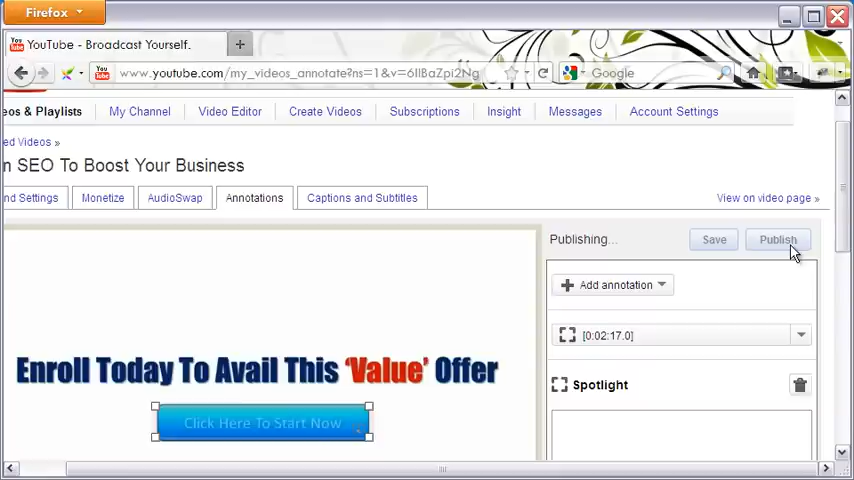 Firefox
YouTube - Broadcast Yourself.
www.youtube.com/my_videos_annotate?ns=1&v=6IlBaZpi2Ng
Google
os & Playlists My Channel Video Editor Create Videos Subscriptions Insight Messages Account Settings
ed Videos »
n SEO To Boost Your Business
nd Settings Monetize AudioSwap Annotations Captions and Subtitles View on video page »
Publishing... Save Publish
Add annotation
[0:02:17.0]
Enroll Today To Avail This 'Value' Offer
Spotlight
Click Here To Start Now